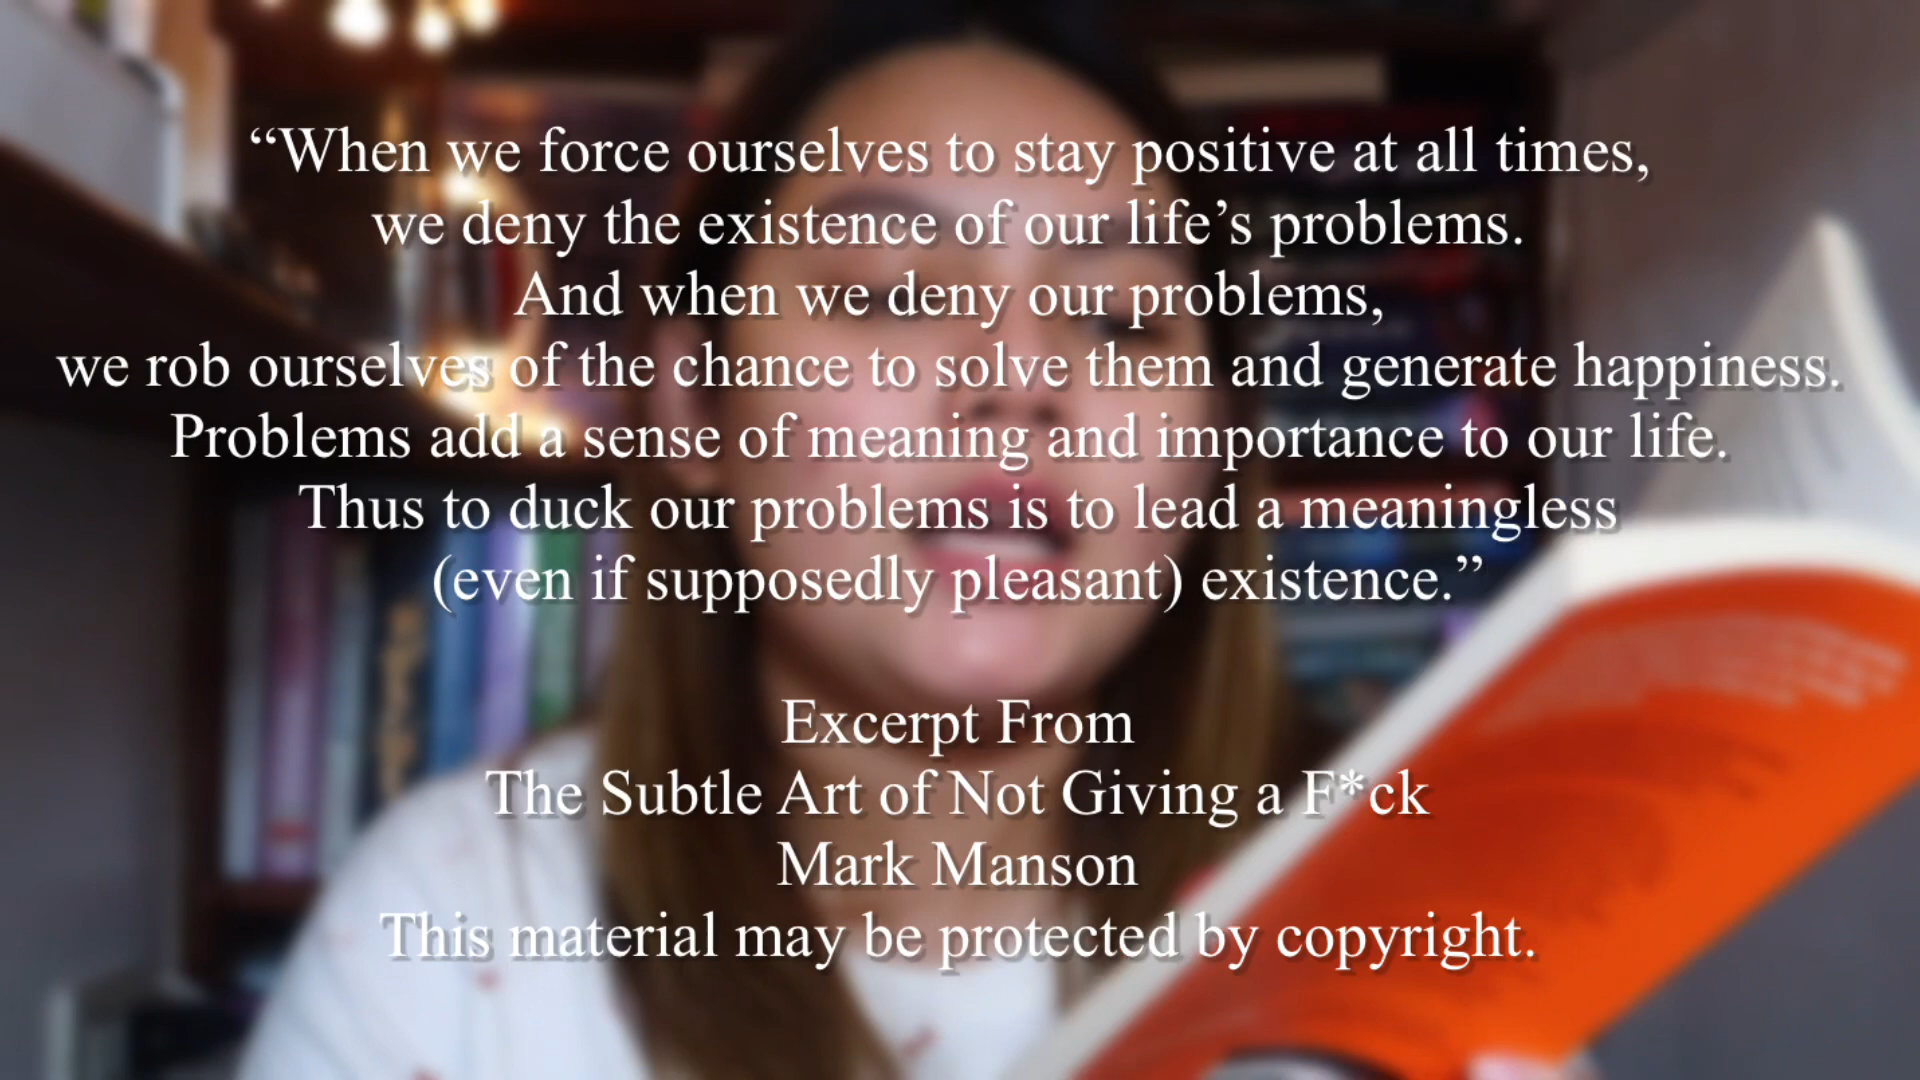 “When we force ourselves to stay positive at all times,
we deny the existence of our life’s problems.
And when we deny our problems,
we rob ourselves of the chance to solve them and generate happiness.
Problems add a sense of meaning and importance to our life.
Thus to duck our problems is to lead a meaningless
(even if supposedly pleasant) existence.”
Excerpt From
The Subtle Art of Not Giving a F*ck
Mark Manson
This material may be protected by copyright.